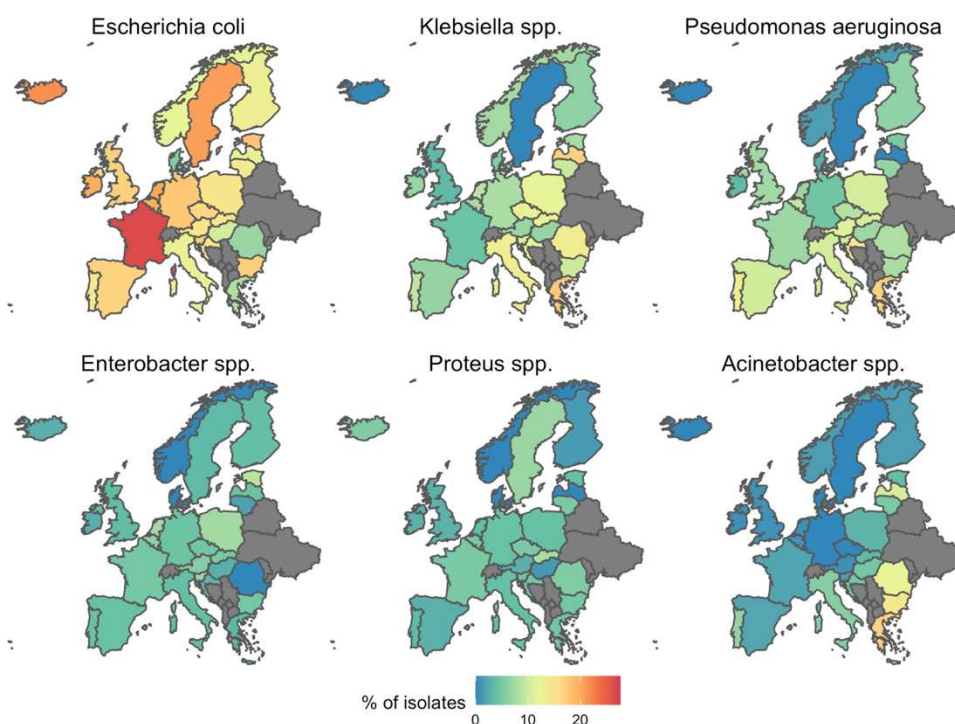 Escherichia coli
Klebsiella spp.
Pseudomonas aeruginosa
Enterobacter spp.
Proteus spp.
Acinetobacter spp.
% of isolates
0 10 20